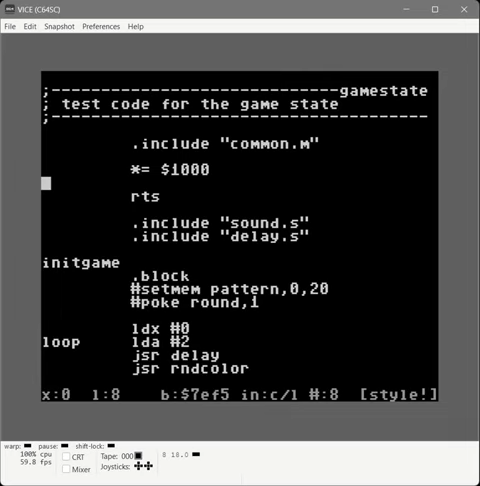 VICE (C64SC)
File Edit Snapshot Preferences Help
;-----------------------------gamestate
; test code for the game state
;--------------------------------------
.include "common.m"
*= $1000
rts
.include "sound.s"
.include "delay.s"
initgame
.block
#setmem pattern,0,20
#poke round,1
ldx #0
loop lda #2
jsr delay
jsr rndcolor
x:0 l:8 b:$7ef5 in:c/l #:8 [style!]
warp: pause: shift-lock:
100% cpu
59.8 fps
CRT
Mixer
Tape: 000
Joysticks:
8 18.0